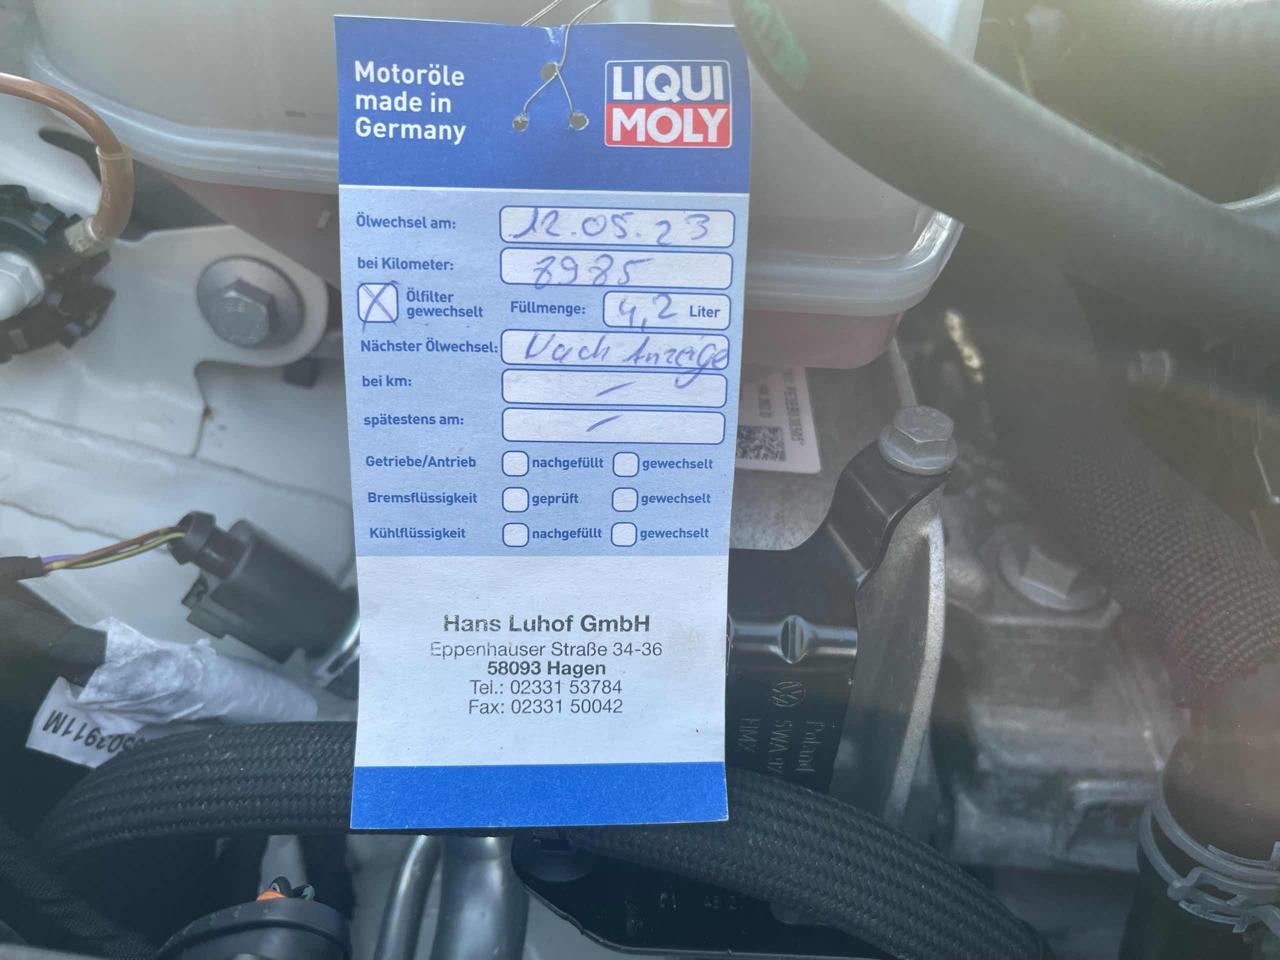 Motoröle
made in
Germany
LIQUI
MOLY
Ölwechsel am: 12.05.23
bei Kilometer: 8985
Ölfilter
gewechselt
Füllmenge: 4,2 Liter
Nächster Ölwechsel: Nach Anzeige
bei km: –
spätestens am: –
Getriebe/Antrieb nachgefüllt gewechselt
Bremsflüssigkeit geprüft gewechselt
Kühlflüssigkeit nachgefüllt gewechselt
Hans Luhof GmbH
Eppenhauser Straße 34-36
58093 Hagen
Tel.: 02331 53784
Fax: 02331 50042
Poland
HMX